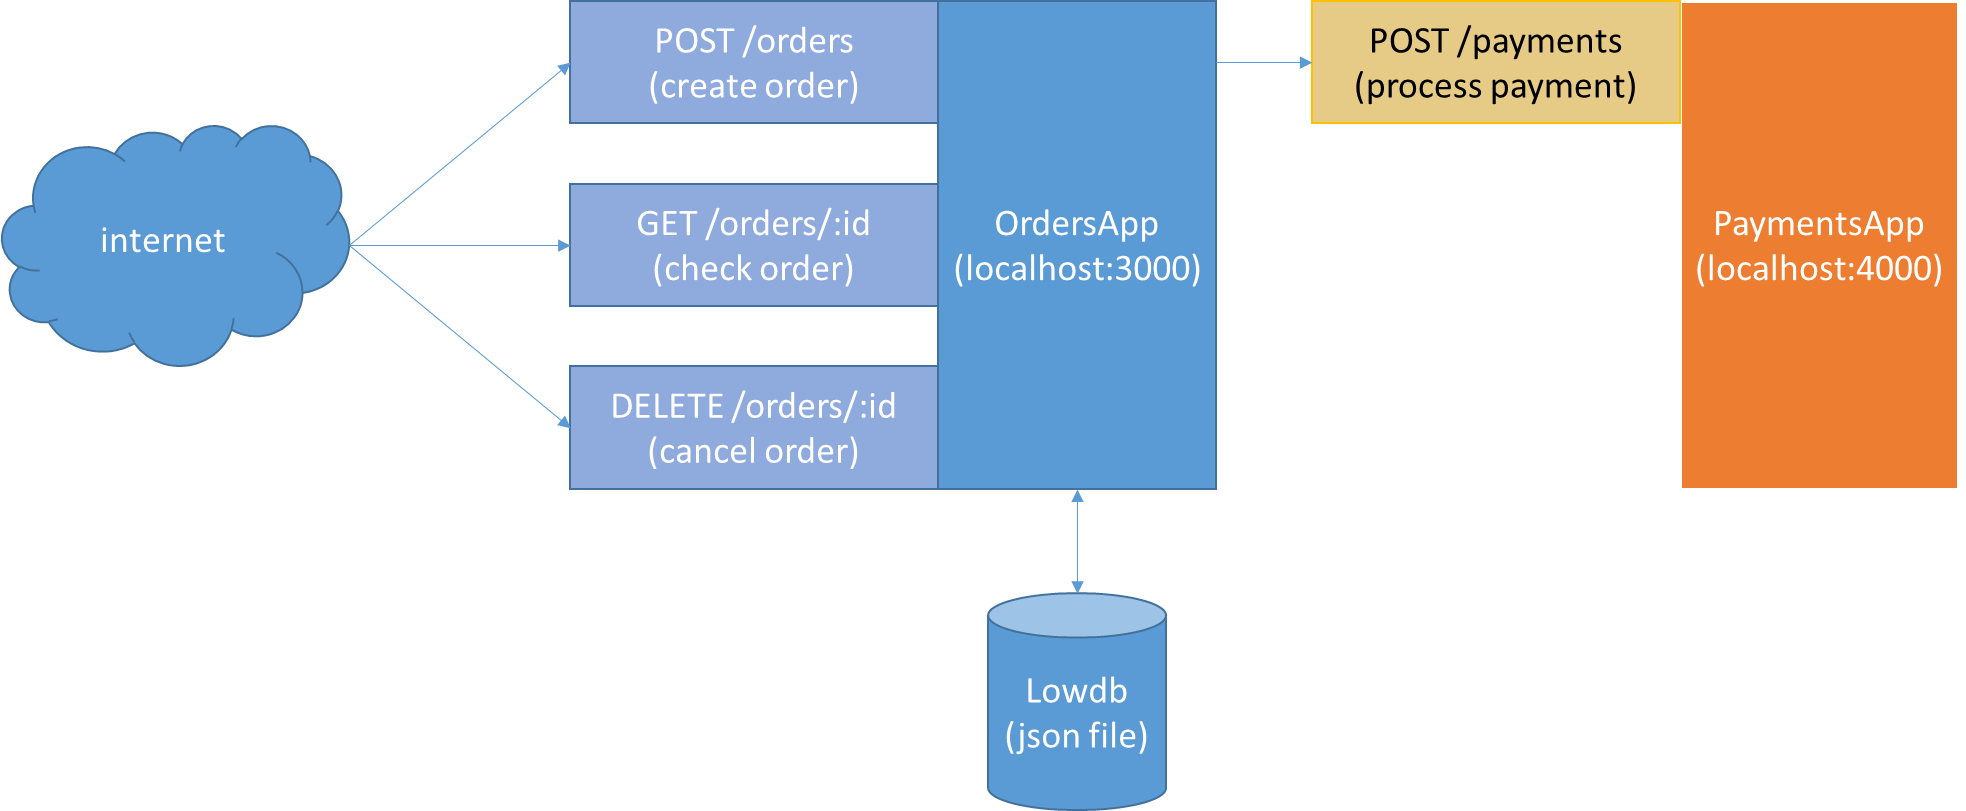 internet
POST /orders
(create order)
GET /orders/:id
(check order)
DELETE /orders/:id
(cancel order)
OrdersApp
(localhost:3000)
POST /payments
(process payment)
PaymentsApp
(localhost:4000)
Lowdb
(json file)